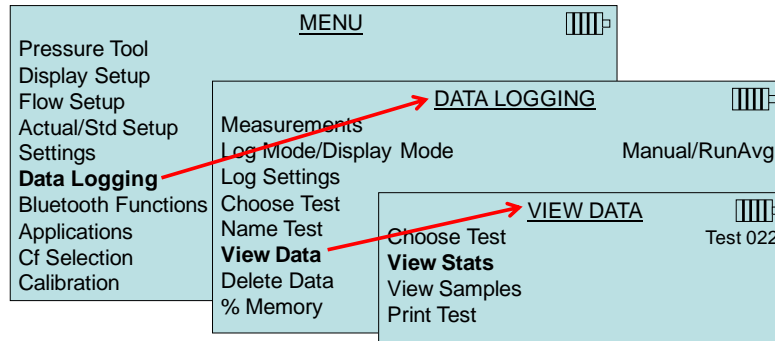 MENU
Pressure Tool
Display Setup
Flow Setup
Actual/Std Setup
Settings
Data Logging
Bluetooth Functions
Applications
Cf Selection
Calibration
DATA LOGGING
Measurements
Log Mode/Display Mode Manual/RunAvg
Log Settings
Choose Test
Name Test
View Data
Delete Data
% Memory
VIEW DATA
Choose Test Test 022
View Stats
View Samples
Print Test